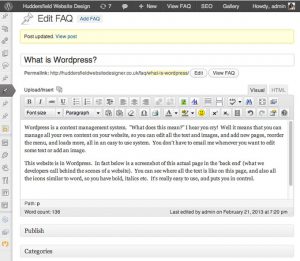 Huddersfield Website Design + New View FAQ SEO Howdy, admin
Edit FAQ Add FAQ
Post updated. View post
What is Wordpress?
Permalink: http://huddersfieldwebsitedesigner.co.uk/faq/what-is-wordpress/ Edit View FAQ
Upload/Insert Visual HTML
Font size Paragraph
Wordpress is a content management system. "What does this mean?" I hear you cry! Well it means that you can
manage all your own content on your website, so you can edit all the text and images, and add new pages, reorder
the menu, and loads more, all in an easy to use system. You don't have to email me whenever you want to edit
some text or add an image.
This website is in Wordpress. In fact below is a screenshot of this actual page in the 'back end' (what we
developers call behind the scenes of a website). You can see where all the text is like on this page, and also all
the icons similar to word, so you have bold, italics etc. It's really easy to use, and puts you in control.
Path: p
Word count: 136 Last edited by admin on February 21, 2013 at 7:20 pm
Publish
Categories